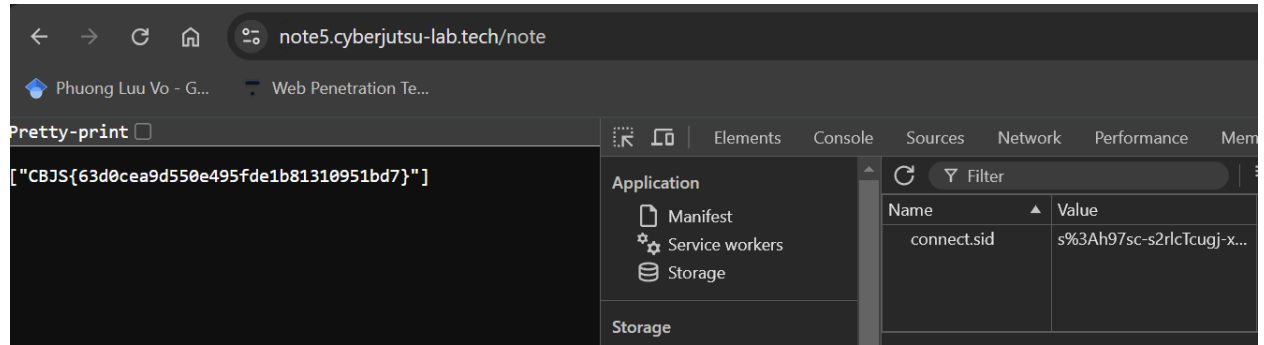 note5.cyberjutsu-lab.tech/note
Phuong Luu Vo - G... Web Penetration Te...
Pretty-print
["CBJS{63d0cea9d550e495fde1b81310951bd7}"]
Elements Console Sources Network Performance Mem
Application
Manifest
Service workers
Storage
Storage
Filter
Name Value
connect.sid s%3Ah97sc-s2rlcTcugj-x...